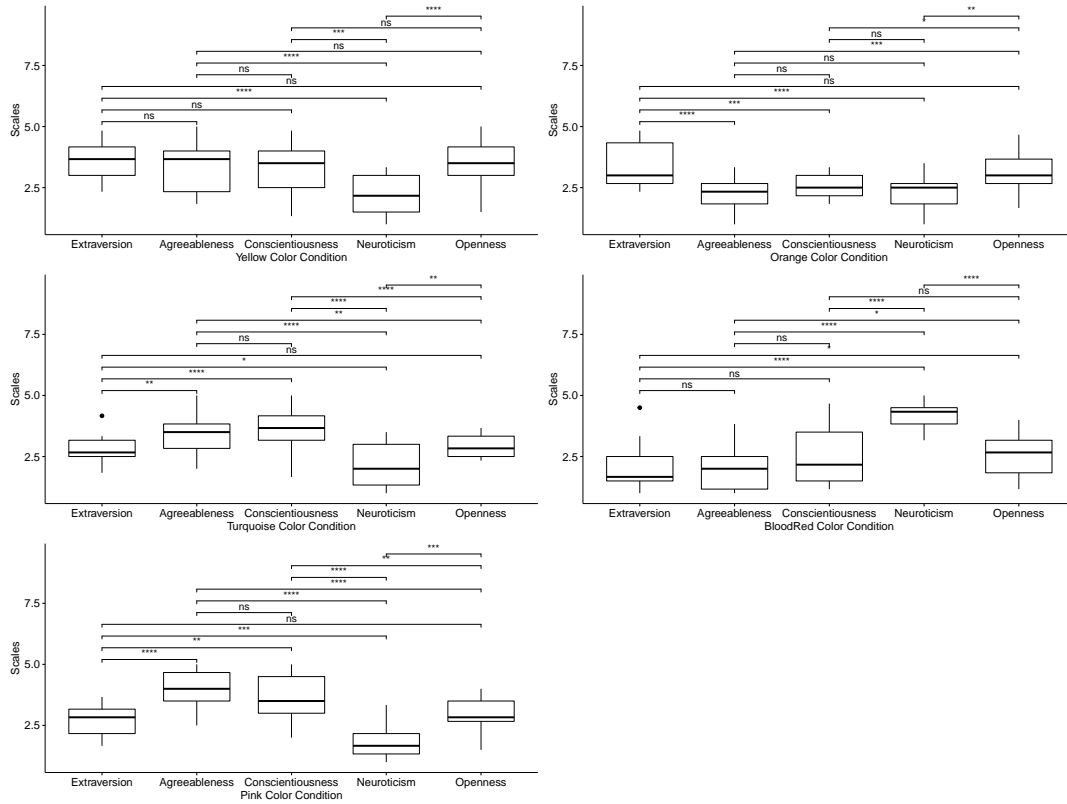 ****
ns
***
ns
****
ns
ns
****
ns
ns
7.5
5.0
2.5
Scales
Extraversion Agreeableness Conscientiousness Neuroticism Openness
Yellow Color Condition
**
*
ns
***
ns
ns
ns
****
***
****
7.5
5.0
2.5
Scales
Extraversion Agreeableness Conscientiousness Neuroticism Openness
Orange Color Condition
**
****
****
**
****
ns
ns
*
****
**
7.5
5.0
2.5
Scales
Extraversion Agreeableness Conscientiousness Neuroticism Openness
Turquoise Color Condition
****
ns
****
*
****
ns
*
****
ns
ns
7.5
5.0
2.5
Scales
Extraversion Agreeableness Conscientiousness Neuroticism Openness
BloodRed Color Condition
***
**
****
****
****
ns
ns
***
**
****
7.5
5.0
2.5
Scales
Extraversion Agreeableness Conscientiousness Neuroticism Openness
Pink Color Condition